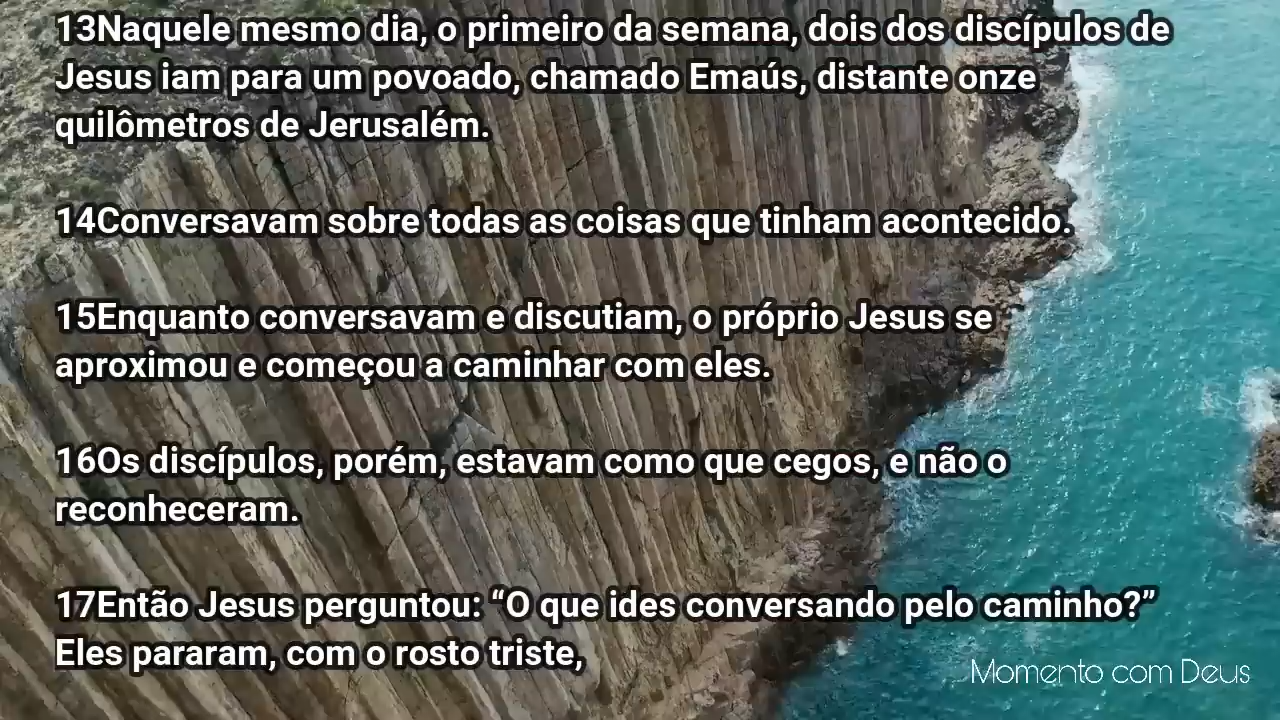 13Naquele mesmo dia, o primeiro da semana, dois dos discípulos de
Jesus iam para um povoado, chamado Emaús, distante onze
quilômetros de Jerusalém.
14Conversavam sobre todas as coisas que tinham acontecido.
15Enquanto conversavam e discutiam, o próprio Jesus se
aproximou e começou a caminhar com eles.
16Os discípulos, porém, estavam como que cegos, e não o
reconheceram.
17Então Jesus perguntou: “O que ides conversando pelo caminho?”
Eles pararam, com o rosto triste,
Momento com Deus